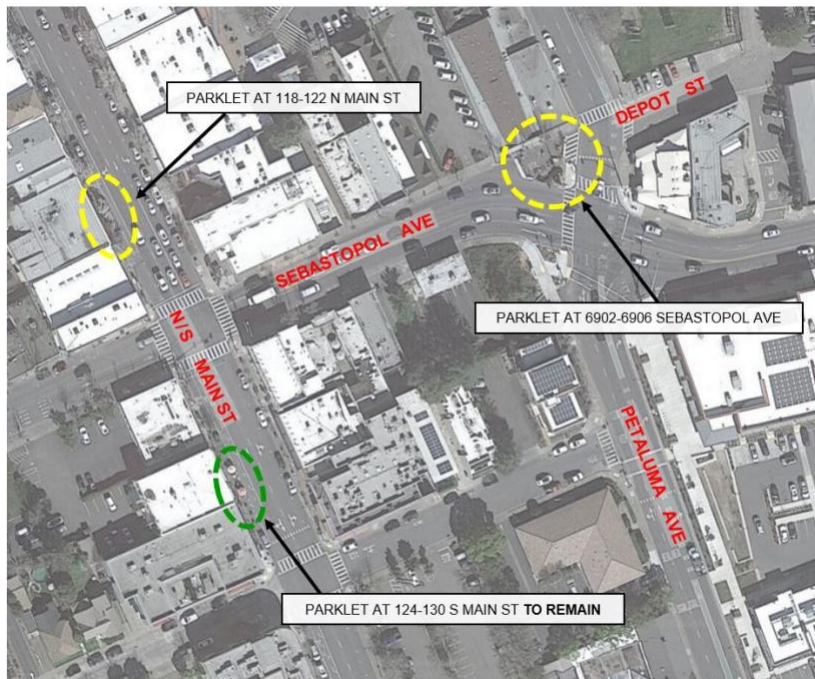 PARKLET AT 118-122 N MAIN ST
DEPOT ST
SEBASTOPOL AVE
PARKLET AT 6902-6906 SEBASTOPOL AVE
N/S MAIN ST
PETALUMA AVE
PARKLET AT 124-130 S MAIN ST TO REMAIN